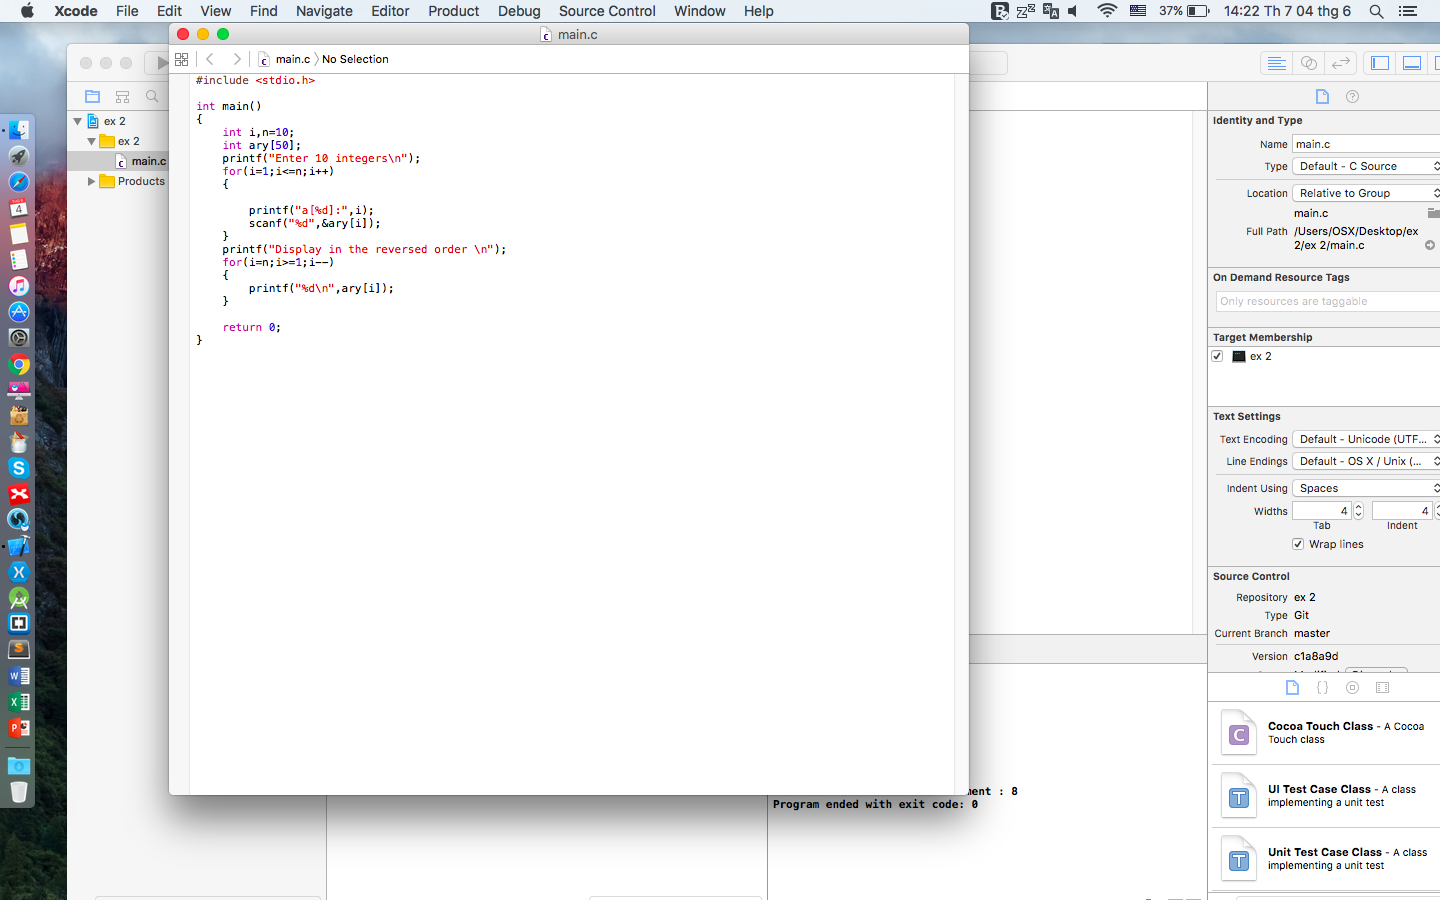 Xcode File Edit View Find Navigate Editor Product Debug Source Control Window Help 37% 14:22 Th 7 04 thg 6
main.c
main.c No Selection
ex 2
ex 2
main.c
Products
#include <stdio.h>
int main()
{
int i,n=10;
int ary[50];
printf("Enter 10 integers\n");
for(i=1;i<=n;i++)
{
printf("a[%d]:",i);
scanf("%d",&ary[i]);
}
printf("Display in the reversed order \n");
for(i=n;i>=1;i--)
{
printf("%d\n",ary[i]);
}
return 0;
}
ment : 8
Program ended with exit code: 0
Identity and Type
Name main.c
Type Default - C Source
Location Relative to Group
main.c
Full Path /Users/OSX/Desktop/ex
2/ex 2/main.c
On Demand Resource Tags
Only resources are taggable
Target Membership
ex 2
Text Settings
Text Encoding Default - Unicode (UTF...
Line Endings Default - OS X / Unix (...
Indent Using Spaces
Widths 4 4
Tab Indent
Wrap lines
Source Control
Repository ex 2
Type Git
Current Branch master
Version c1a8a9d
Cocoa Touch Class - A Cocoa
Touch class
UI Test Case Class - A class
implementing a unit test
Unit Test Case Class - A class
implementing a unit test